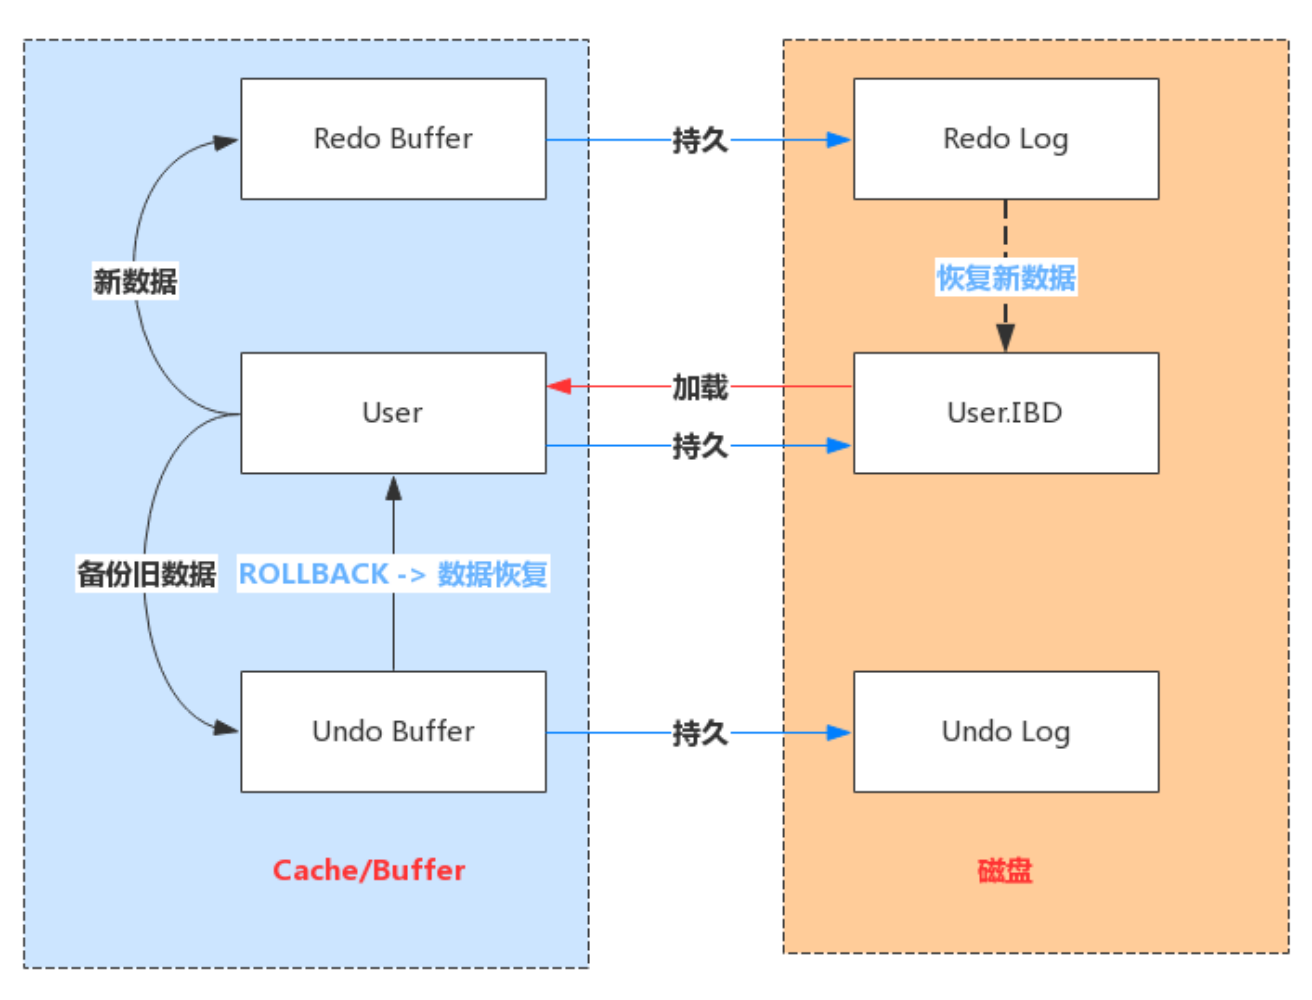 Redo Buffer
持久
Redo Log
新数据
恢复新数据
User
加载
持久
User.IBD
备份旧数据
ROLLBACK -> 数据恢复
Undo Buffer
持久
Undo Log
Cache/Buffer
磁盘